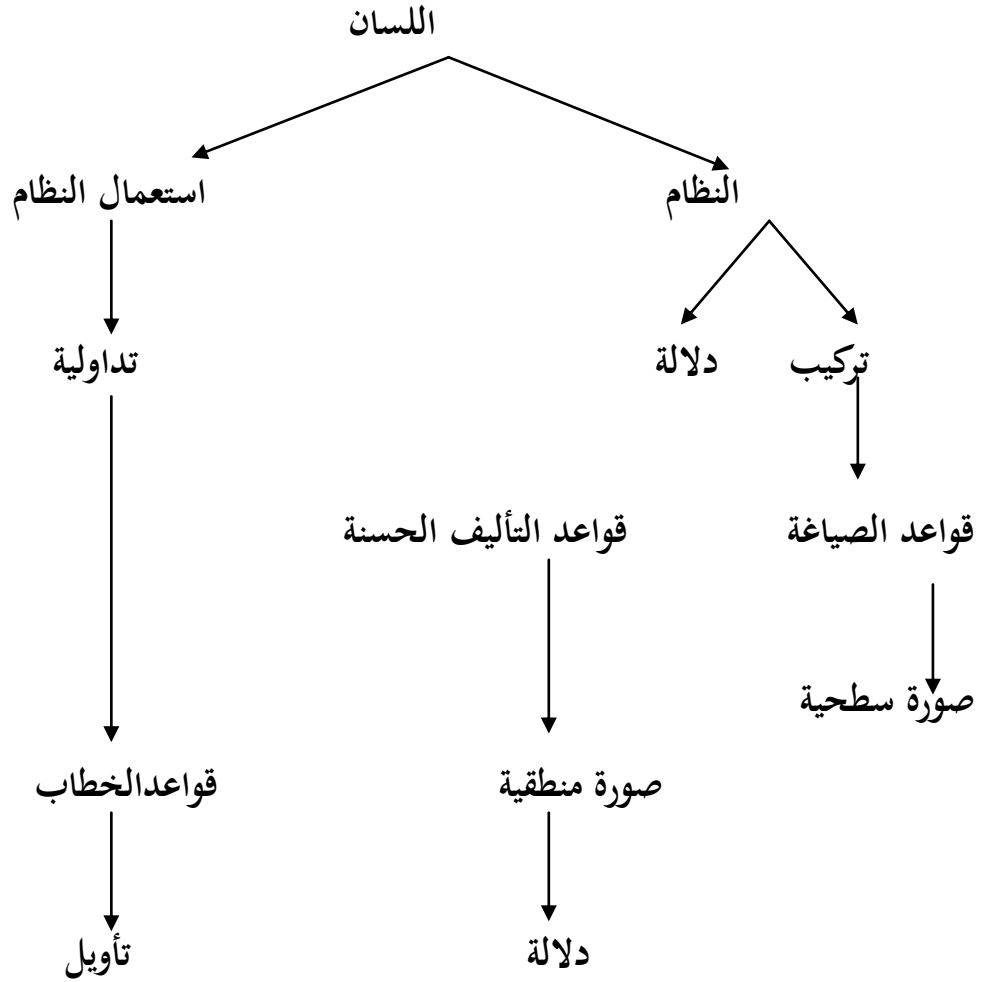 اللسان
النظام
استعمال النظام
تركيب
دلالة
تداولية
قواعد الصياغة
قواعد التأليف الحسنة
صورة سطحية
صورة منطقية
قواعدالخطاب
دلالة
تأويل